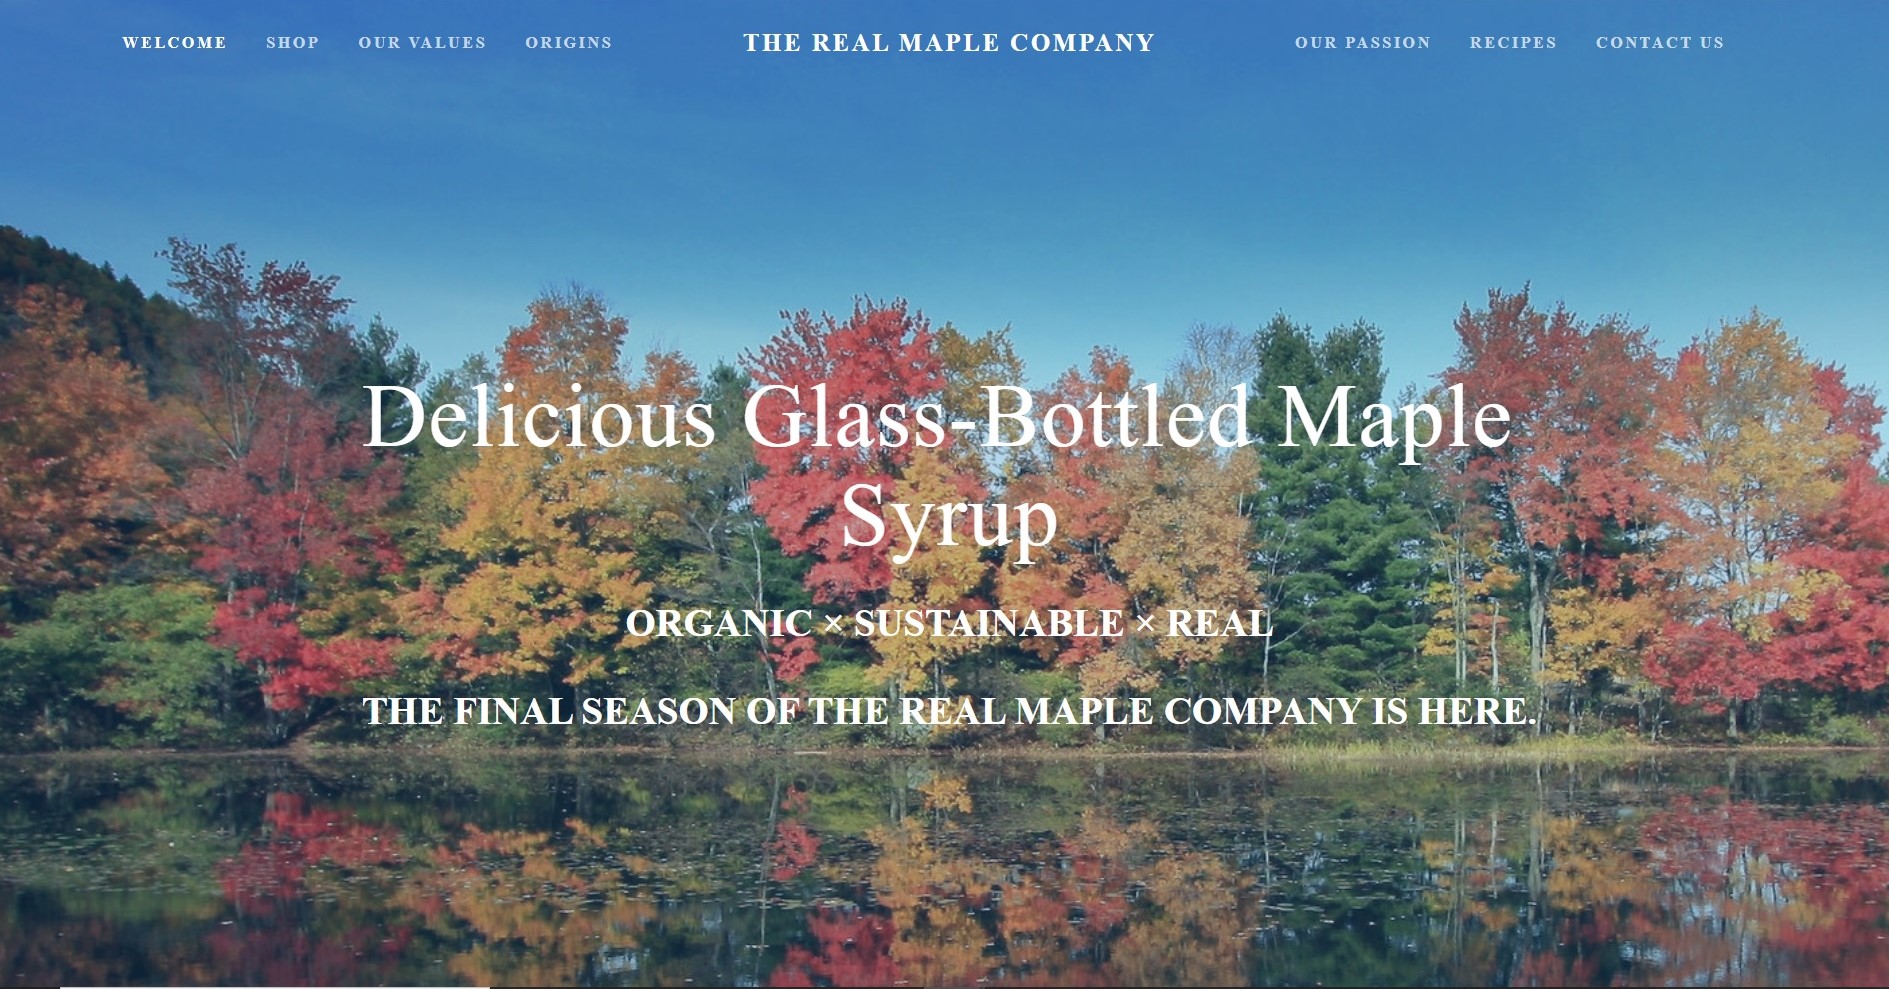 WELCOME SHOP OUR VALUES ORIGINS THE REAL MAPLE COMPANY OUR PASSION RECIPES CONTACT US
Delicious Glass-Bottled Maple
Syrup
ORGANIC × SUSTAINABLE × REAL
THE FINAL SEASON OF THE REAL MAPLE COMPANY IS HERE.